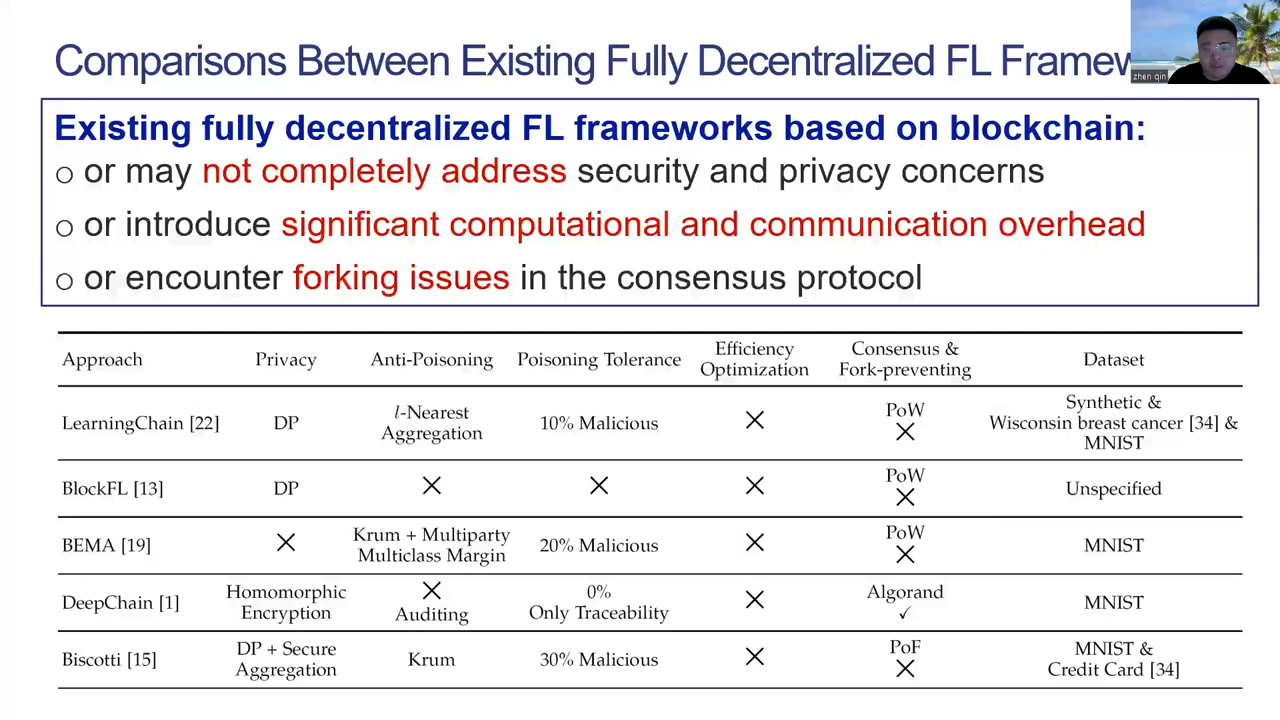 Comparisons Between Existing Fully Decentralized FL Framew
zhen qin
Existing fully decentralized FL frameworks based on blockchain:
o or may not completely address security and privacy concerns
o or introduce significant computational and communication overhead
o or encounter forking issues in the consensus protocol
Approach Privacy Anti-Poisoning Poisoning Tolerance Efficiency Optimization Consensus & Fork-preventing Dataset
LearningChain [22] DP l-Nearest Aggregation 10% Malicious ✕ PoW ✕ Synthetic & Wisconsin breast cancer [34] & MNIST
BlockFL [13] DP ✕ ✕ ✕ PoW ✕ Unspecified
BEMA [19] ✕ Krum + Multiparty Multiclass Margin 20% Malicious ✕ PoW ✕ MNIST
DeepChain [1] Homomorphic Encryption ✕ Auditing 0% Only Traceability ✕ Algorand ✓ MNIST
Biscotti [15] DP + Secure Aggregation Krum 30% Malicious ✕ PoF ✕ MNIST & Credit Card [34]